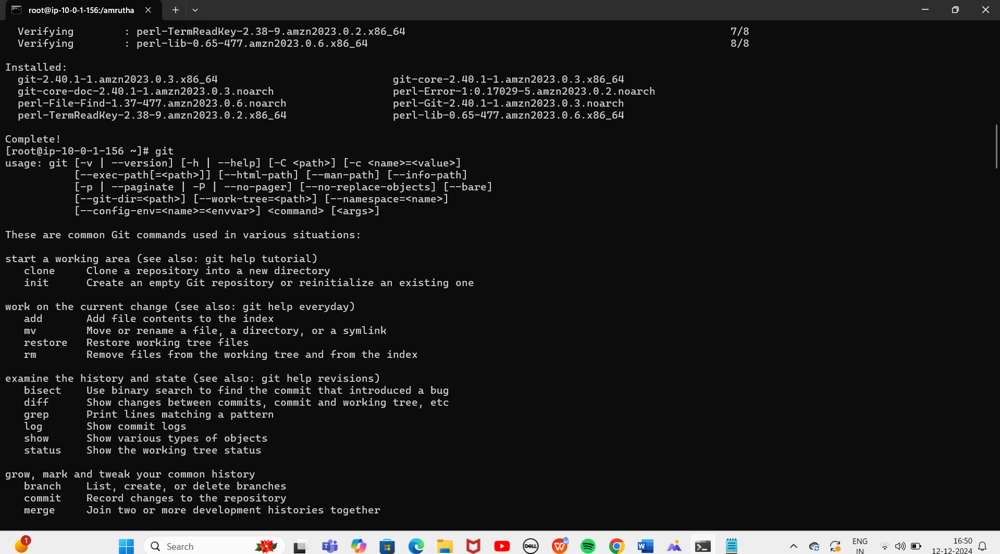 root@ip-10-0-1-156:/amrutha
Verifying : perl-TermReadKey-2.38-9.amzn2023.0.2.x86_64 7/8
Verifying : perl-lib-0.65-477.amzn2023.0.6.x86_64 8/8
Installed:
git-2.40.1-1.amzn2023.0.3.x86_64 git-core-2.40.1-1.amzn2023.0.3.x86_64
git-core-doc-2.40.1-1.amzn2023.0.3.noarch perl-Error-1:0.17029-5.amzn2023.0.2.noarch
perl-File-Find-1.37-477.amzn2023.0.6.noarch perl-Git-2.40.1-1.amzn2023.0.3.noarch
perl-TermReadKey-2.38-9.amzn2023.0.2.x86_64 perl-lib-0.65-477.amzn2023.0.6.x86_64
Complete!
[root@ip-10-0-1-156 ~]# git
usage: git [-v | --version] [-h | --help] [-C <path>] [-c <name>=<value>]
[--exec-path[=<path>]] [--html-path] [--man-path] [--info-path]
[-p | --paginate | -P | --no-pager] [--no-replace-objects] [--bare]
[--git-dir=<path>] [--work-tree=<path>] [--namespace=<name>]
[--config-env=<name>=<envvar>] <command> [<args>]
These are common Git commands used in various situations:
start a working area (see also: git help tutorial)
clone Clone a repository into a new directory
init Create an empty Git repository or reinitialize an existing one
work on the current change (see also: git help everyday)
add Add file contents to the index
mv Move or rename a file, a directory, or a symlink
restore Restore working tree files
rm Remove files from the working tree and from the index
examine the history and state (see also: git help revisions)
bisect Use binary search to find the commit that introduced a bug
diff Show changes between commits, commit and working tree, etc
grep Print lines matching a pattern
log Show commit logs
show Show various types of objects
status Show the working tree status
grow, mark and tweak your common history
branch List, create, or delete branches
commit Record changes to the repository
merge Join two or more development histories together
1
Search
DELL
ENG
IN
16:50
12-12-2024